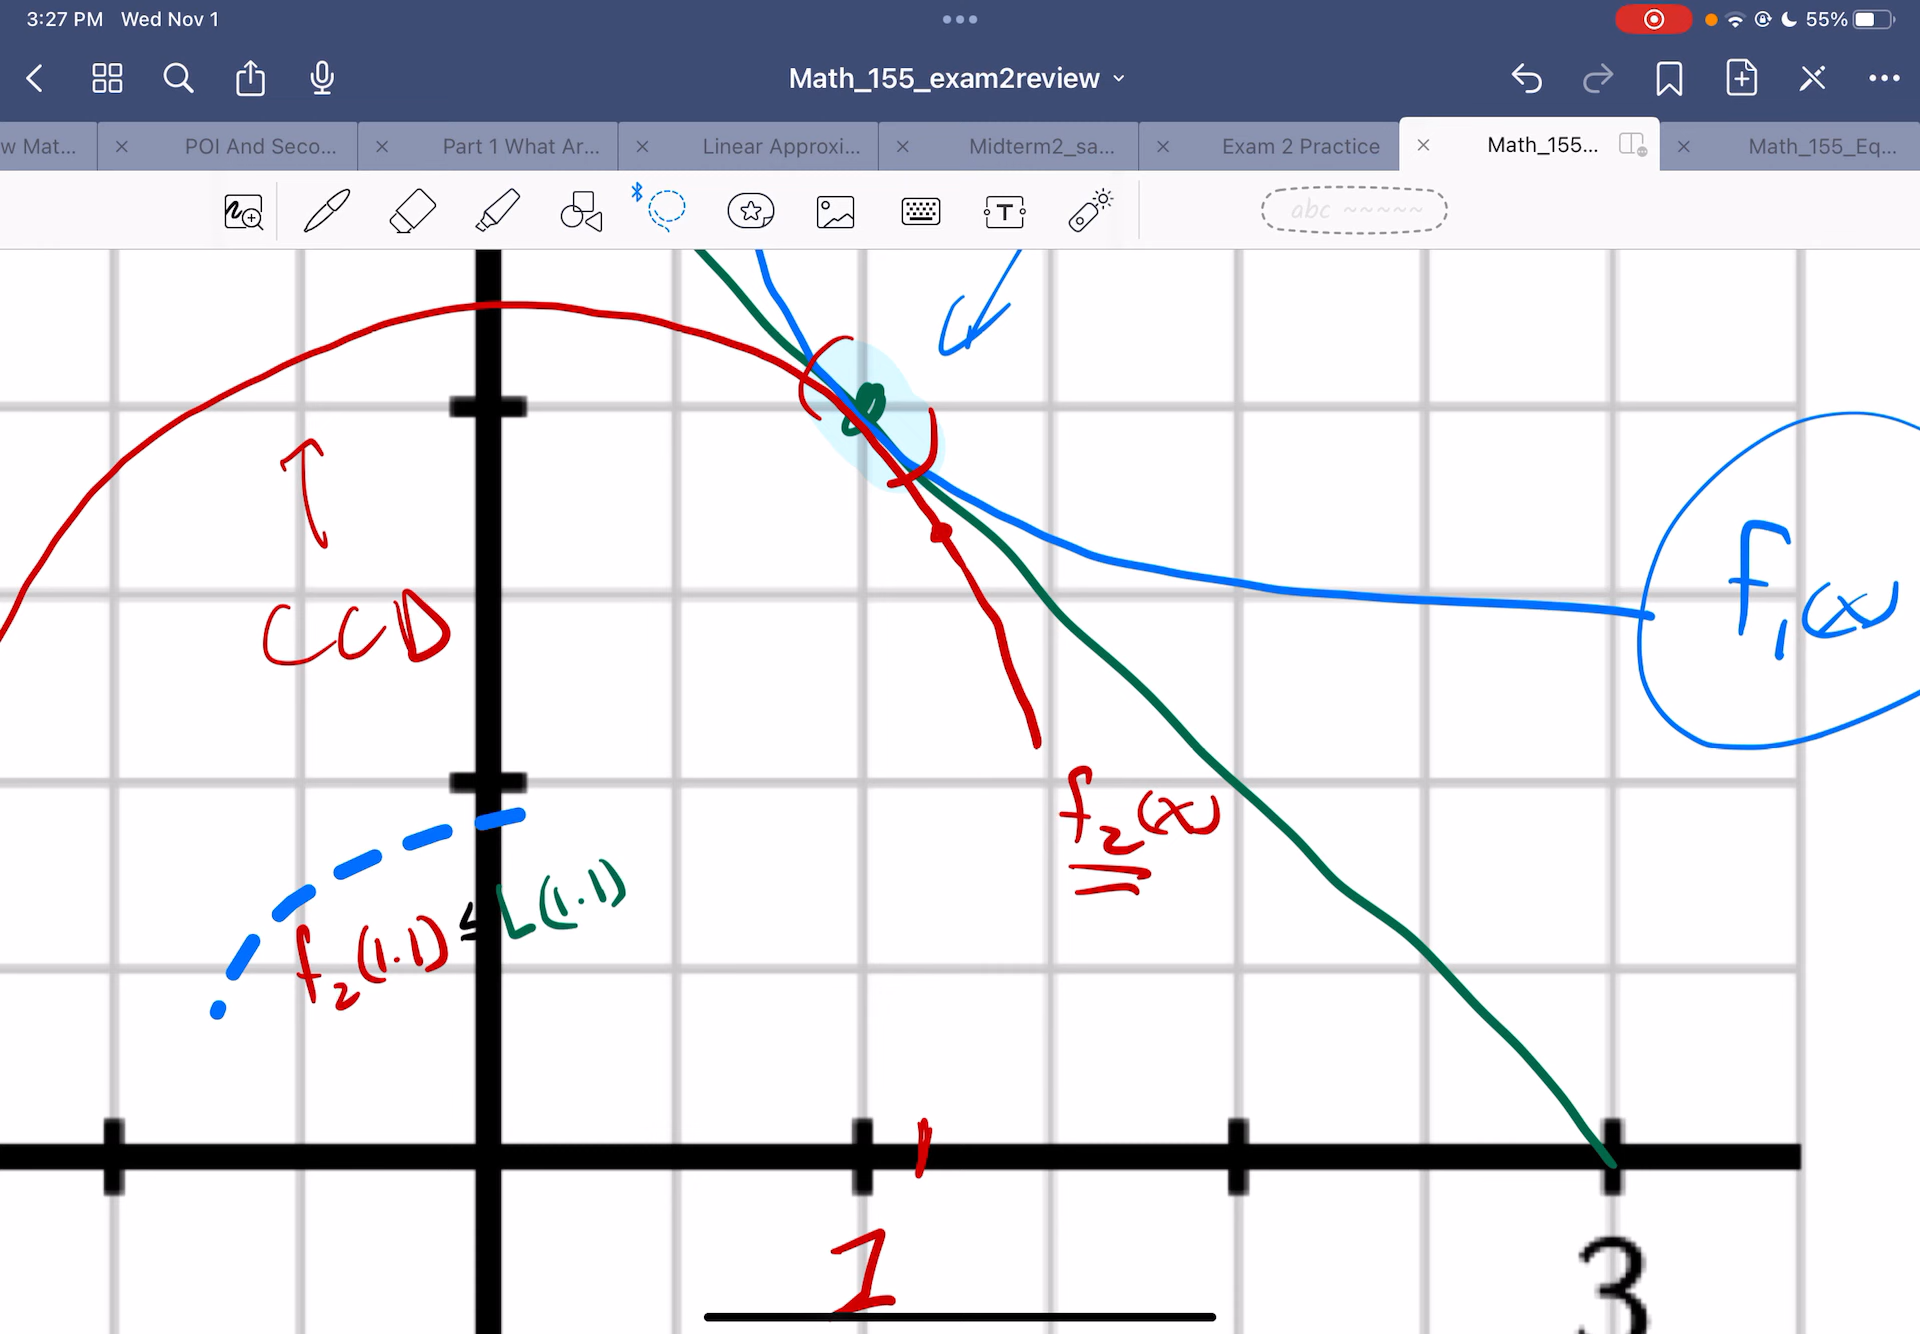 3:27 PM Wed Nov 1
55%
Math_155_exam2review
w Mat...
POI And Seco...
Part 1 What Ar...
Linear Approxi...
Midterm2_sa...
Exam 2 Practice
Math_155...
Math_155_Eq...
T
abc
CCD
f₁(x)
f₂(x)
f₂(1.1) ≤ L(1.1)
1
3